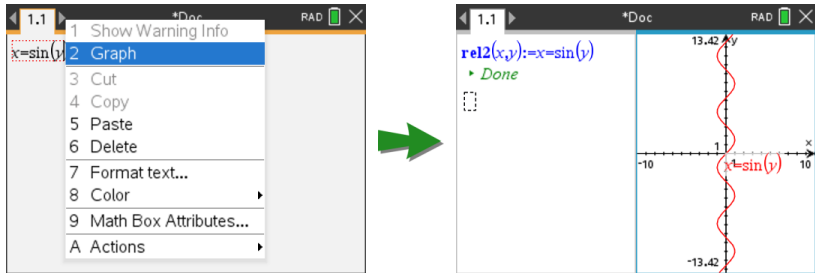 1.1 *Doc RAD
x=sin(y
1 Show Warning Info
2 Graph
3 Cut
4 Copy
5 Paste
6 Delete
7 Format text...
8 Color
9 Math Box Attributes...
A Actions
1.1 *Doc RAD
rel2(x,y):=x=sin(y)
Done
13.42 y
1
x
-10 1 10
x=sin(y)
-13.42